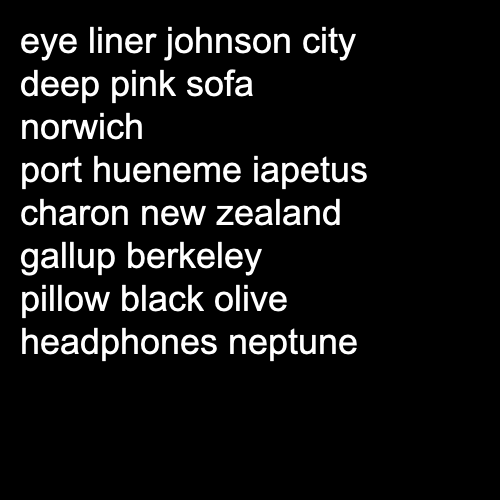 eye liner johnson city
deep pink sofa
norwich
port hueneme iapetus
charon new zealand
gallup berkeley
pillow black olive
headphones neptune